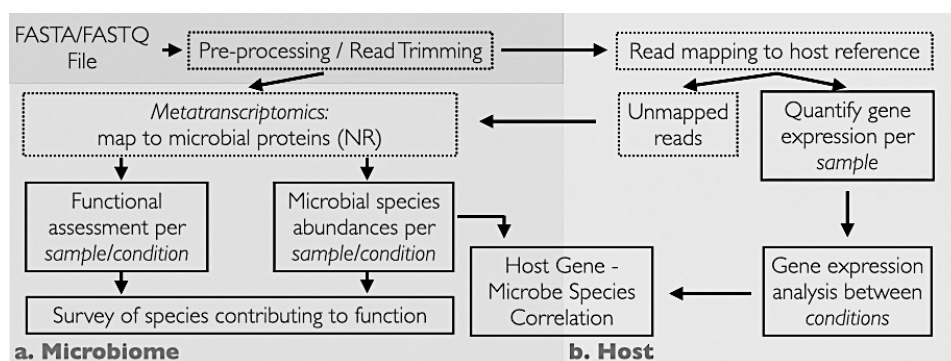 FASTA/FASTQ
File
Pre-processing / Read Trimming
Read mapping to host reference
Metatranscriptomics:
map to microbial proteins (NR)
Unmapped
reads
Quantify gene
expression per
sample
Functional
assessment per
sample/condition
Microbial species
abundances per
sample/condition
Host Gene -
Microbe Species
Correlation
Gene expression
analysis between
conditions
Survey of species contributing to function
a. Microbiome
b. Host